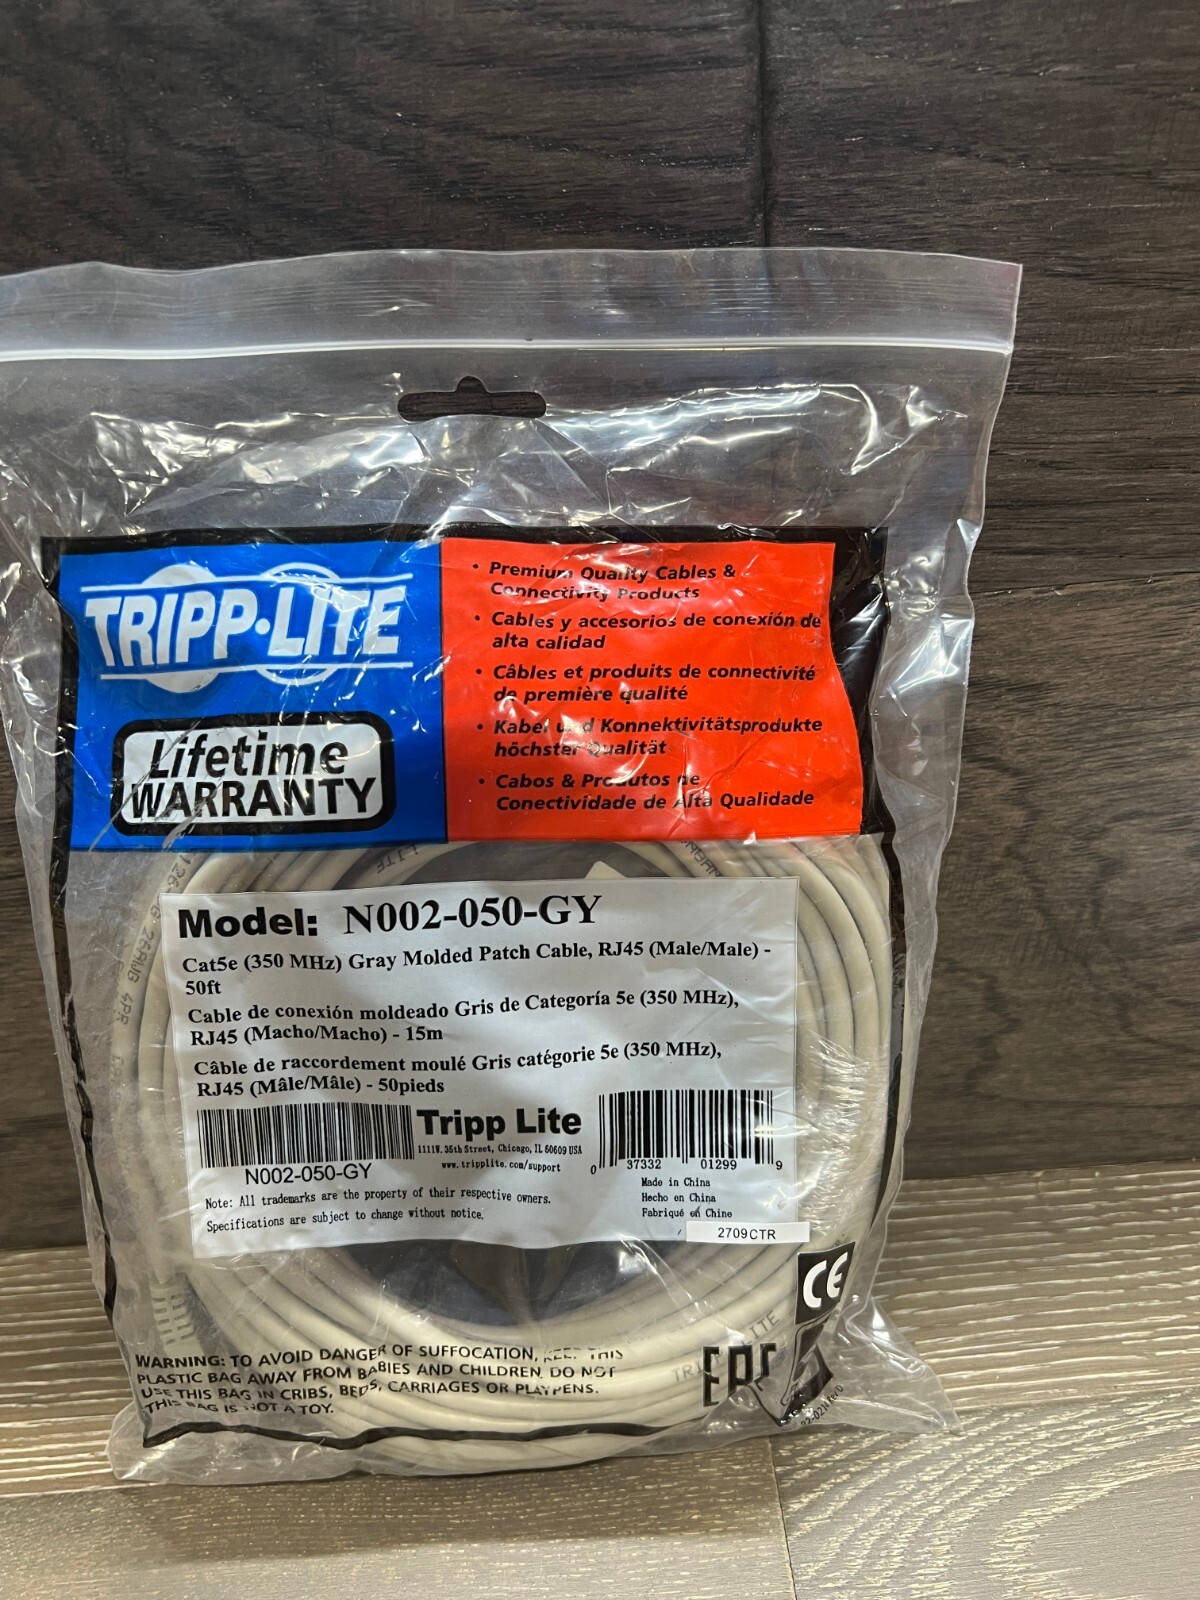 TRIPP·LITE
Lifetime
WARRANTY
• Premium Quality Cables &
Connectivity Products
• Cables y accesorios de conexión de
alta calidad
• Câbles et produits de connectivité
de première qualité
• Kabel und Konnektivitätsprodukte
höchster Qualität
• Cabos & Produtos de
Conectividade de Alta Qualidade
LITE
26AWG 4PR
Model: N002-050-GY
Cat5e (350 MHz) Gray Molded Patch Cable, RJ45 (Male/Male) -
50ft
Cable de conexión moldeado Gris de Categoría 5e (350 MHz),
RJ45 (Macho/Macho) - 15m
Câble de raccordement moulé Gris catégorie 5e (350 MHz),
RJ45 (Mâle/Mâle) - 50pieds
N002-050-GY
Tripp Lite
1111W. 35th Street, Chicago, IL 60609 USA
www.tripplite.com/support
0 37332 01299 9
Made in China
Hecho en China
Fabriqué en Chine
Note: All trademarks are the property of their respective owners.
Specifications are subject to change without notice.
2709CTR
CE
WARNING: TO AVOID DANGER OF SUFFOCATION, KEEP THIS
PLASTIC BAG AWAY FROM BABIES AND CHILDREN. DO NOT
USE THIS BAG IN CRIBS, BEDS, CARRIAGES OR PLAYPENS.
THIS BAG IS NOT A TOY.
TRIPP LITE